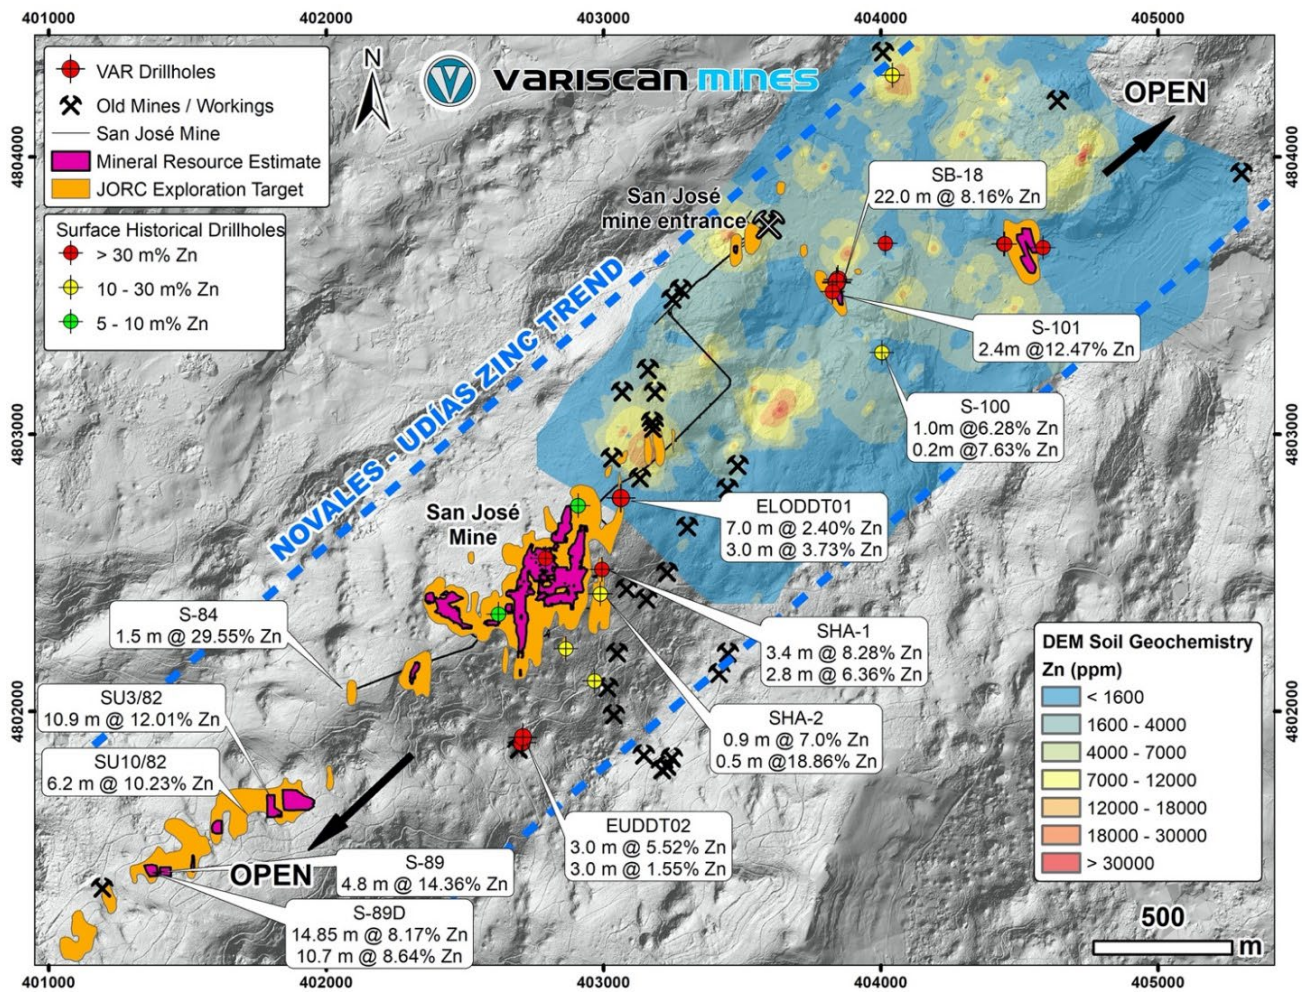 401000
402000
403000
404000
405000
VAR Drillholes
Old Mines / Workings
San José Mine
Mineral Resource Estimate
JORC Exploration Target
Surface Historical Drillholes
> 30 m% Zn
10 - 30 m% Zn
5 - 10 m% Zn
N
VARISCAN MINES
OPEN
4804000
4804000
SB-18
22.0 m @ 8.16% Zn
San José
mine entrance
NOVALES - UDÍAS ZINC TREND
S-101
2.4m @12.47% Zn
S-100
1.0m @6.28% Zn
0.2m @7.63% Zn
4803000
4803000
ELODDT01
7.0 m @ 2.40% Zn
3.0 m @ 3.73% Zn
San José
Mine
S-84
1.5 m @ 29.55% Zn
SHA-1
3.4 m @ 8.28% Zn
2.8 m @ 6.36% Zn
SU3/82
10.9 m @ 12.01% Zn
SHA-2
0.9 m @ 7.0% Zn
0.5 m @18.86% Zn
4802000
4802000
SU10/82
6.2 m @ 10.23% Zn
EUDDT02
3.0 m @ 5.52% Zn
3.0 m @ 1.55% Zn
OPEN
S-89
4.8 m @ 14.36% Zn
S-89D
14.85 m @ 8.17% Zn
10.7 m @ 8.64% Zn
DEM Soil Geochemistry
Zn (ppm)
< 1600
1600 - 4000
4000 - 7000
7000 - 12000
12000 - 18000
18000 - 30000
> 30000
500
m
401000
402000
403000
404000
405000